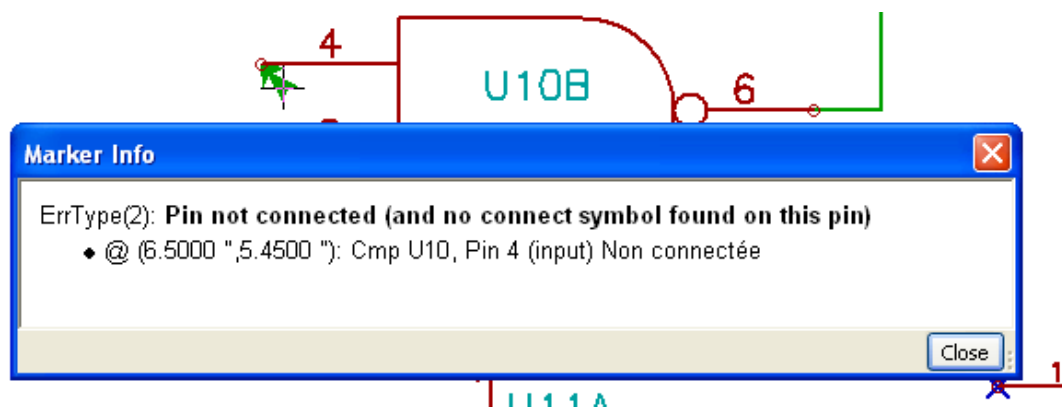 4
U10B
6
Marker Info
ErrType(2): Pin not connected (and no connect symbol found on this pin)
◆ @ (6.5000 ",5.4500 "): Cmp U10, Pin 4 (input) Non connectée
Close
1
U11A